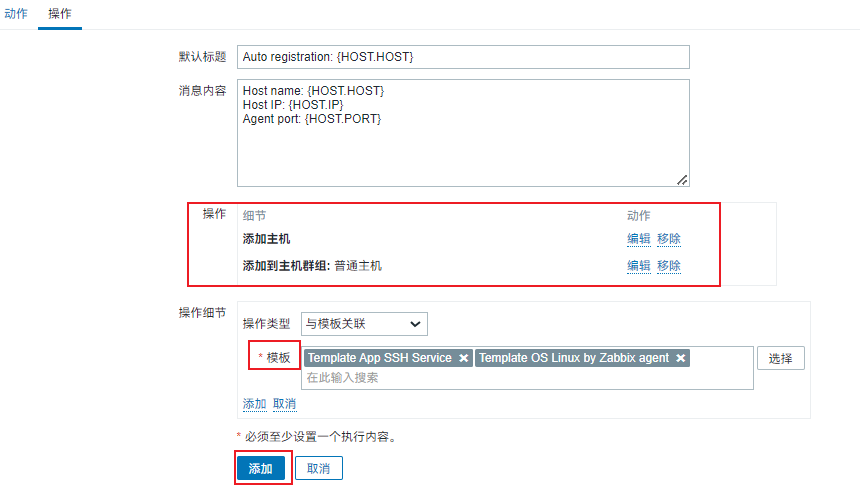 动作 操作
默认标题 Auto registration: {HOST.HOST}
消息内容 Host name: {HOST.HOST}
Host IP: {HOST.IP}
Agent port: {HOST.PORT}
操作 细节 动作
添加主机 编辑 移除
添加到主机群组: 普通主机 编辑 移除
操作细节
操作类型 与模板关联
* 模板 Template App SSH Service Template OS Linux by Zabbix agent 选择
在此输入搜索
添加 取消
* 必须至少设置一个执行内容。
添加 取消